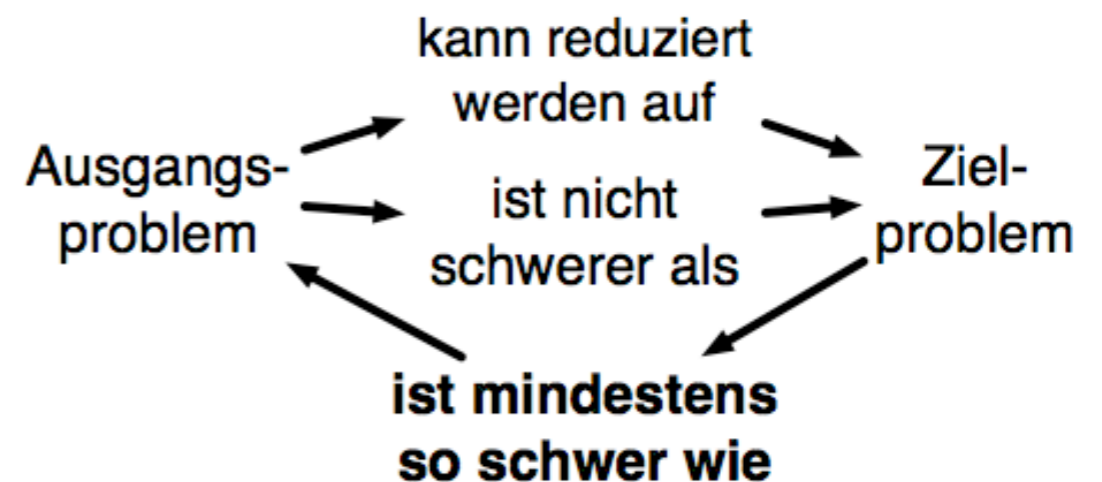 kann reduziert
werden auf
Ausgangs-
problem
ist nicht
schwerer als
Ziel-
problem
ist mindestens
so schwer wie